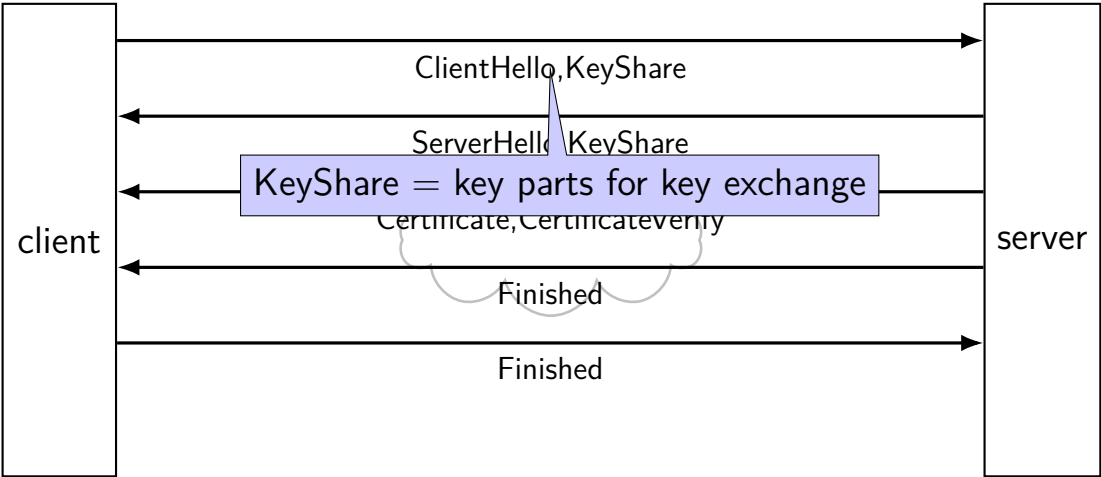 ClientHello,KeyShare
ServerHello,KeyShare
KeyShare = key parts for key exchange
Certificate,CertificateVerify
client
server
Finished
Finished